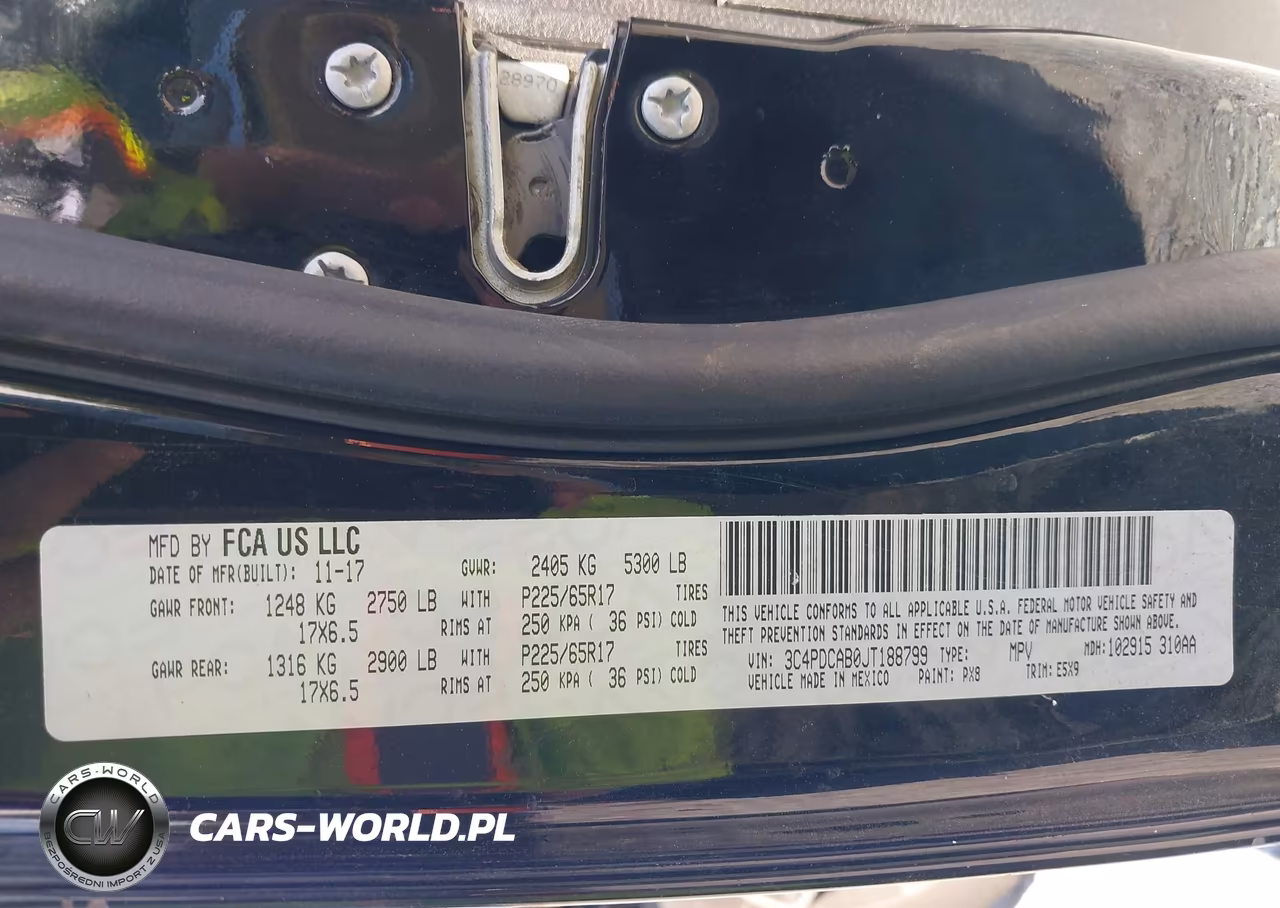 28970
MFD BY FCA US LLC
DATE OF MFR(BUILT): 11-17 GVWR: 2405 KG 5300 LB
GAWR FRONT: 1248 KG 2750 LB WITH P225/65R17 TIRES
17X6.5 RIMS AT 250 KPA ( 36 PSI) COLD
GAWR REAR: 1316 KG 2900 LB WITH P225/65R17 TIRES
17X6.5 RIMS AT 250 KPA ( 36 PSI) COLD
THIS VEHICLE CONFORMS TO ALL APPLICABLE U.S.A. FEDERAL MOTOR VEHICLE SAFETY AND
THEFT PREVENTION STANDARDS IN EFFECT ON THE DATE OF MANUFACTURE SHOWN ABOVE.
VIN: 3C4PDCAB0JT188799 TYPE: MPV MDH:102915 310AA
VEHICLE MADE IN MEXICO PAINT: PX8 TRIM: E5X9
CARS-WORLD
CW
BEZPOŚREDNI IMPORT Z USA
CARS-WORLD.PL